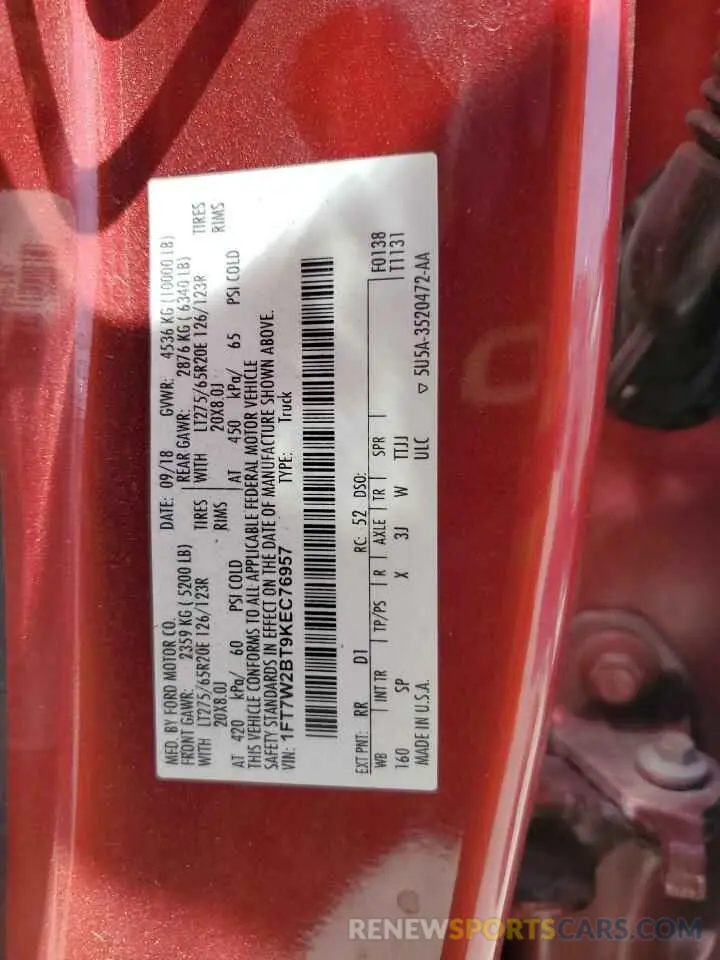 MFD. BY FORD MOTOR CO. DATE: 09/18 GVWR: 4536 KG (10000 LB)
FRONT GAWR: 2359 KG (5200 LB) REAR GAWR: 2876 KG (6340 LB)
WITH LT275/65R20E 126/123R TIRES WITH LT275/65R20E 126/123R TIRES
20X8.0J RIMS 20X8.0J RIMS
AT 420 kPa/ 60 PSI COLD AT 450 kPa/ 65 PSI COLD
THIS VEHICLE CONFORMS TO ALL APPLICABLE FEDERAL MOTOR VEHICLE
SAFETY STANDARDS IN EFFECT ON THE DATE OF MANUFACTURE SHOWN ABOVE.
VIN: 1FT7W2BT9KEC76957 TYPE: Truck
EXT PNT: RR D1 RC: 52 DSO: F0138
WB INT TR TP/PS R AXLE TR SPR T1131
160 SP X 3J W TIJJ
MADE IN U.S.A. ULC ▽ 5U5A-3520472-AA
RENEWSPORTSCARS.COM